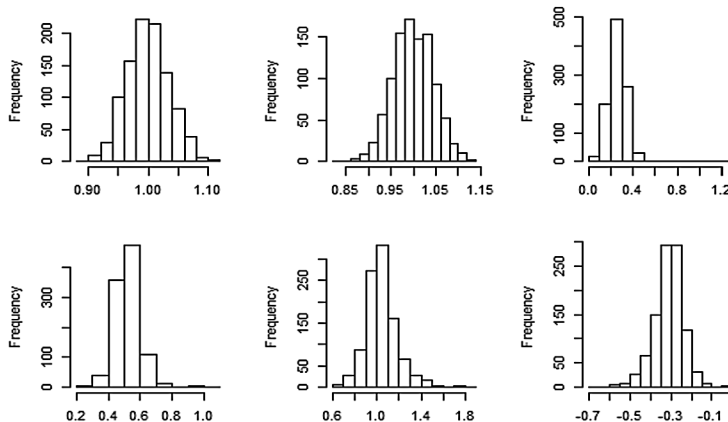 Frequency
0 50 100 150 200
0.90 1.00 1.10
Frequency
0 50 100 150
0.85 0.95 1.05 1.15
Frequency
0 100 300 500
0.0 0.4 0.8 1.2
Frequency
0 100 300
0.2 0.4 0.6 0.8 1.0
Frequency
0 50 150 250
0.6 1.0 1.4 1.8
Frequency
0 50 150 250
-0.7 -0.5 -0.3 -0.1